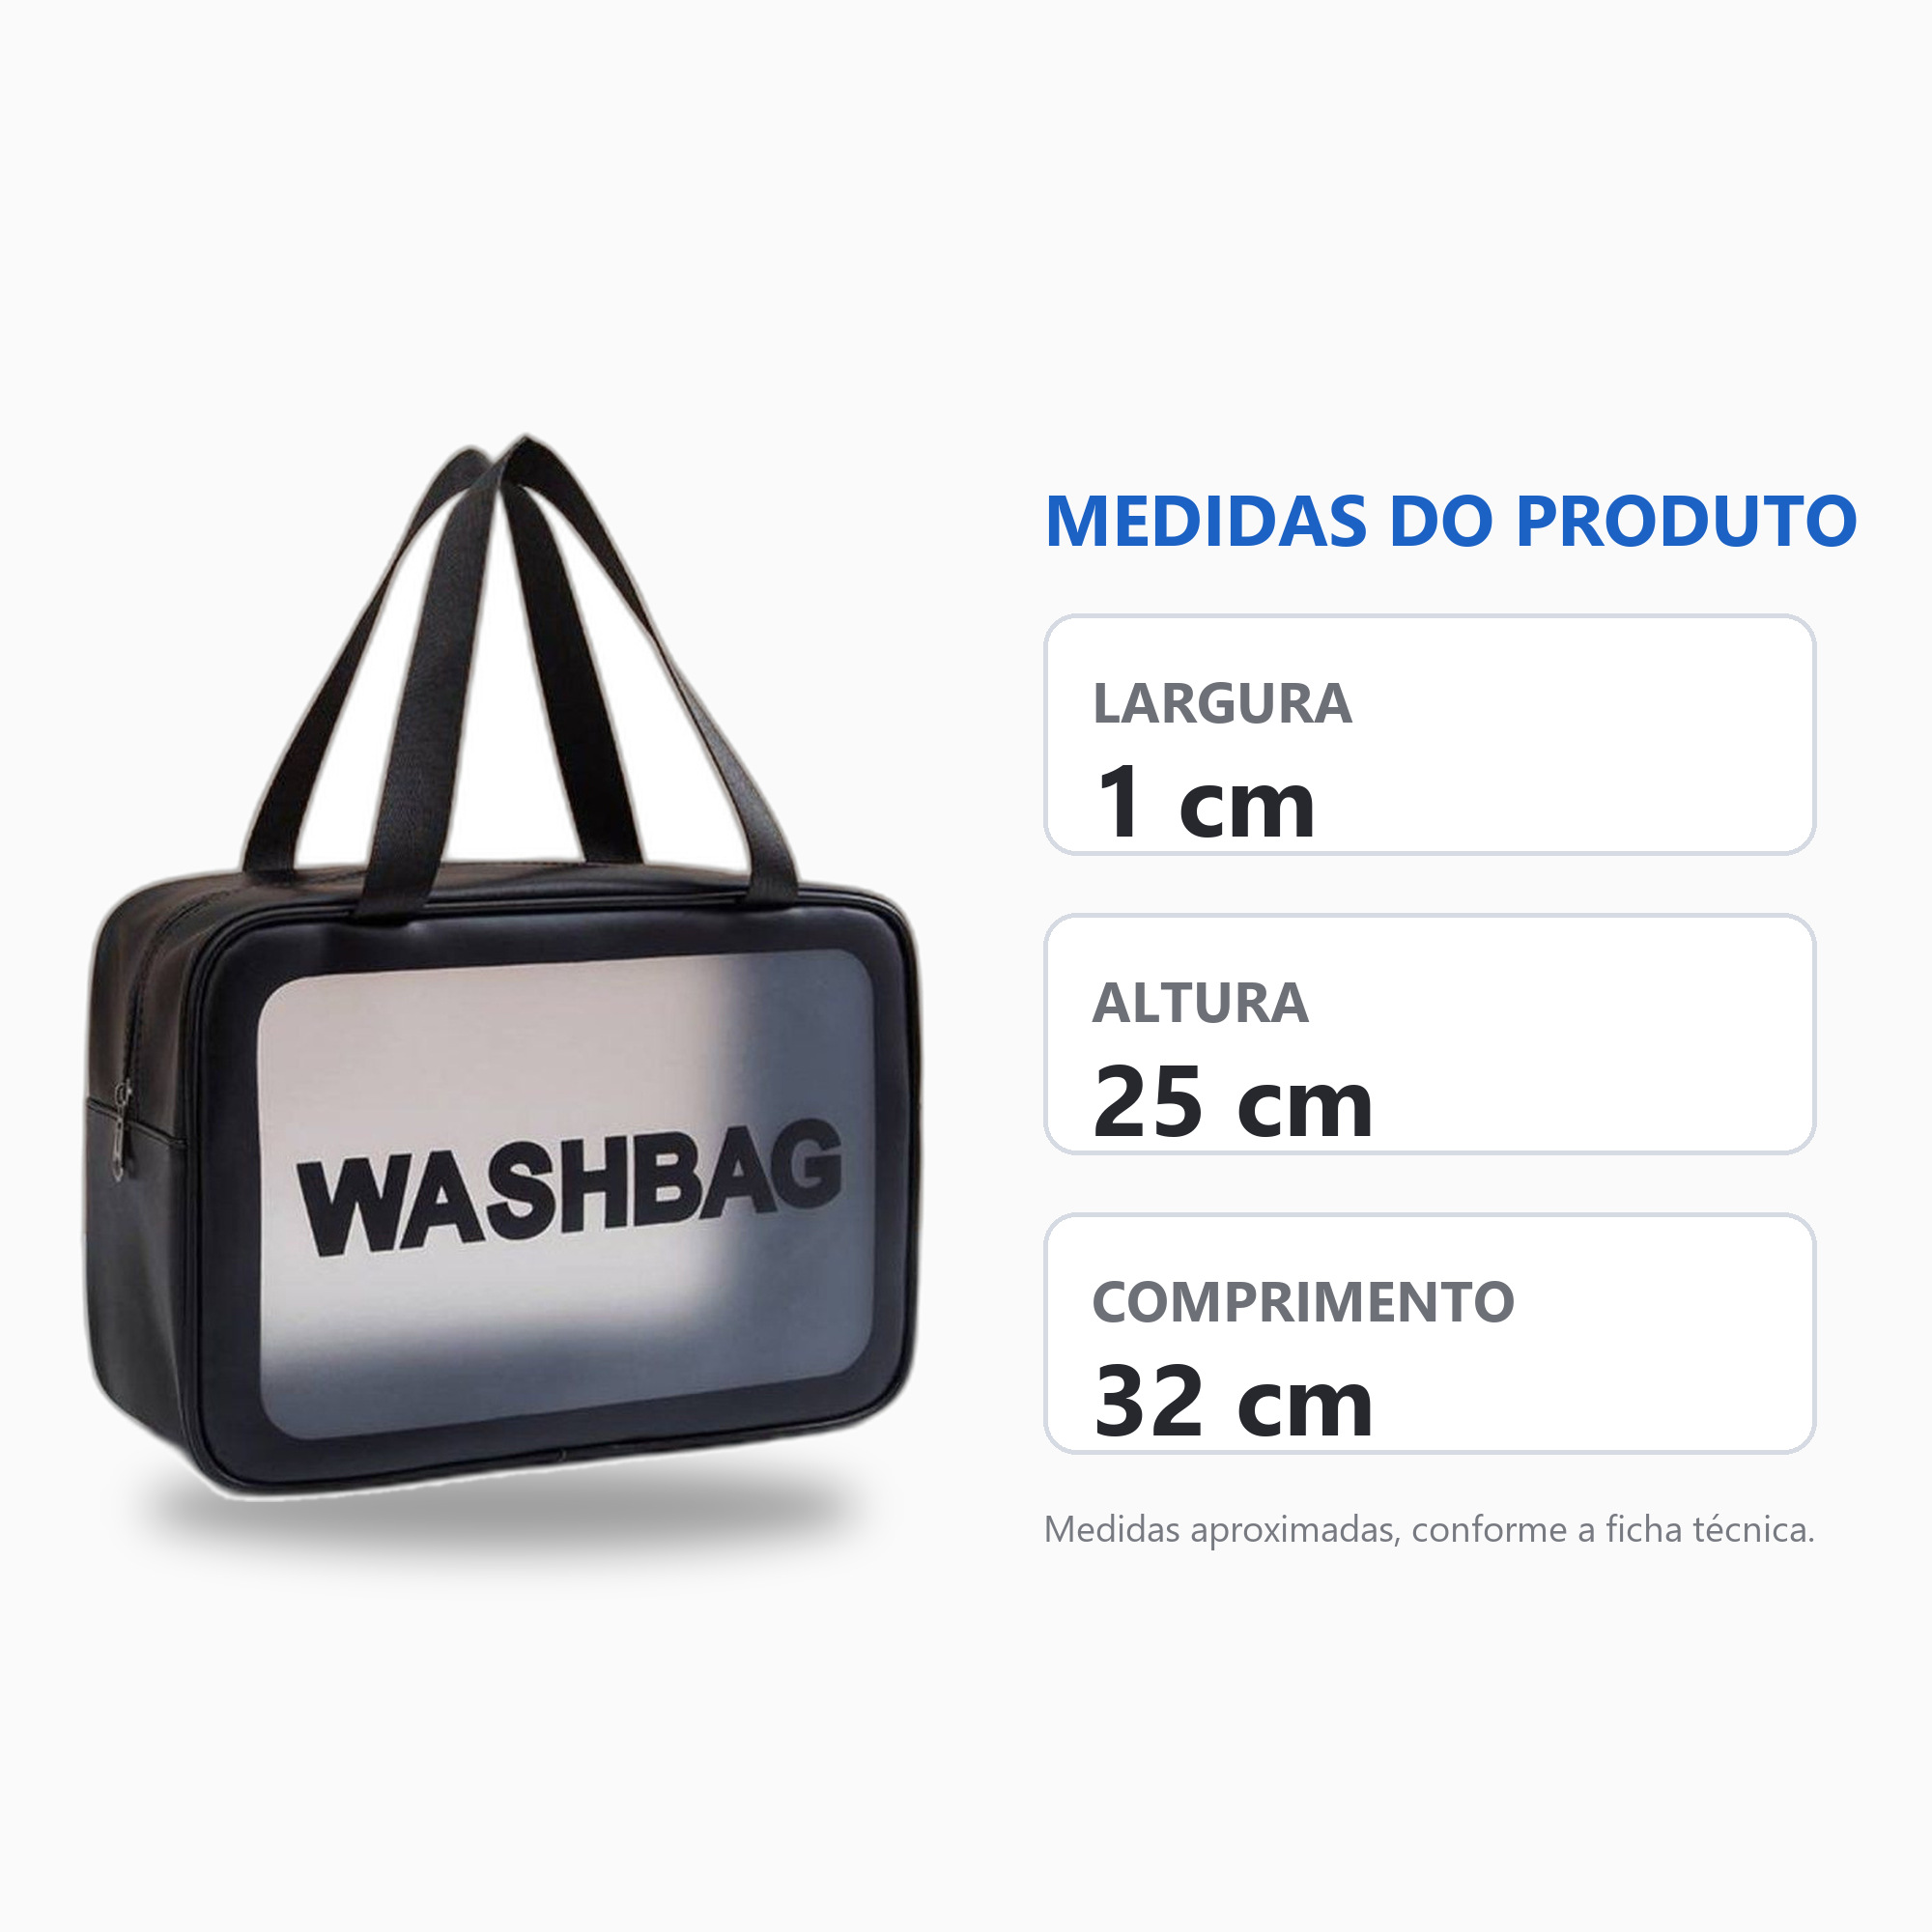 MEDIDAS DO PRODUTO
LARGURA
1 cm
ALTURA
25 cm
WASHBAG
COMPRIMENTO
32 cm
Medidas aproximadas, conforme a ficha técnica.